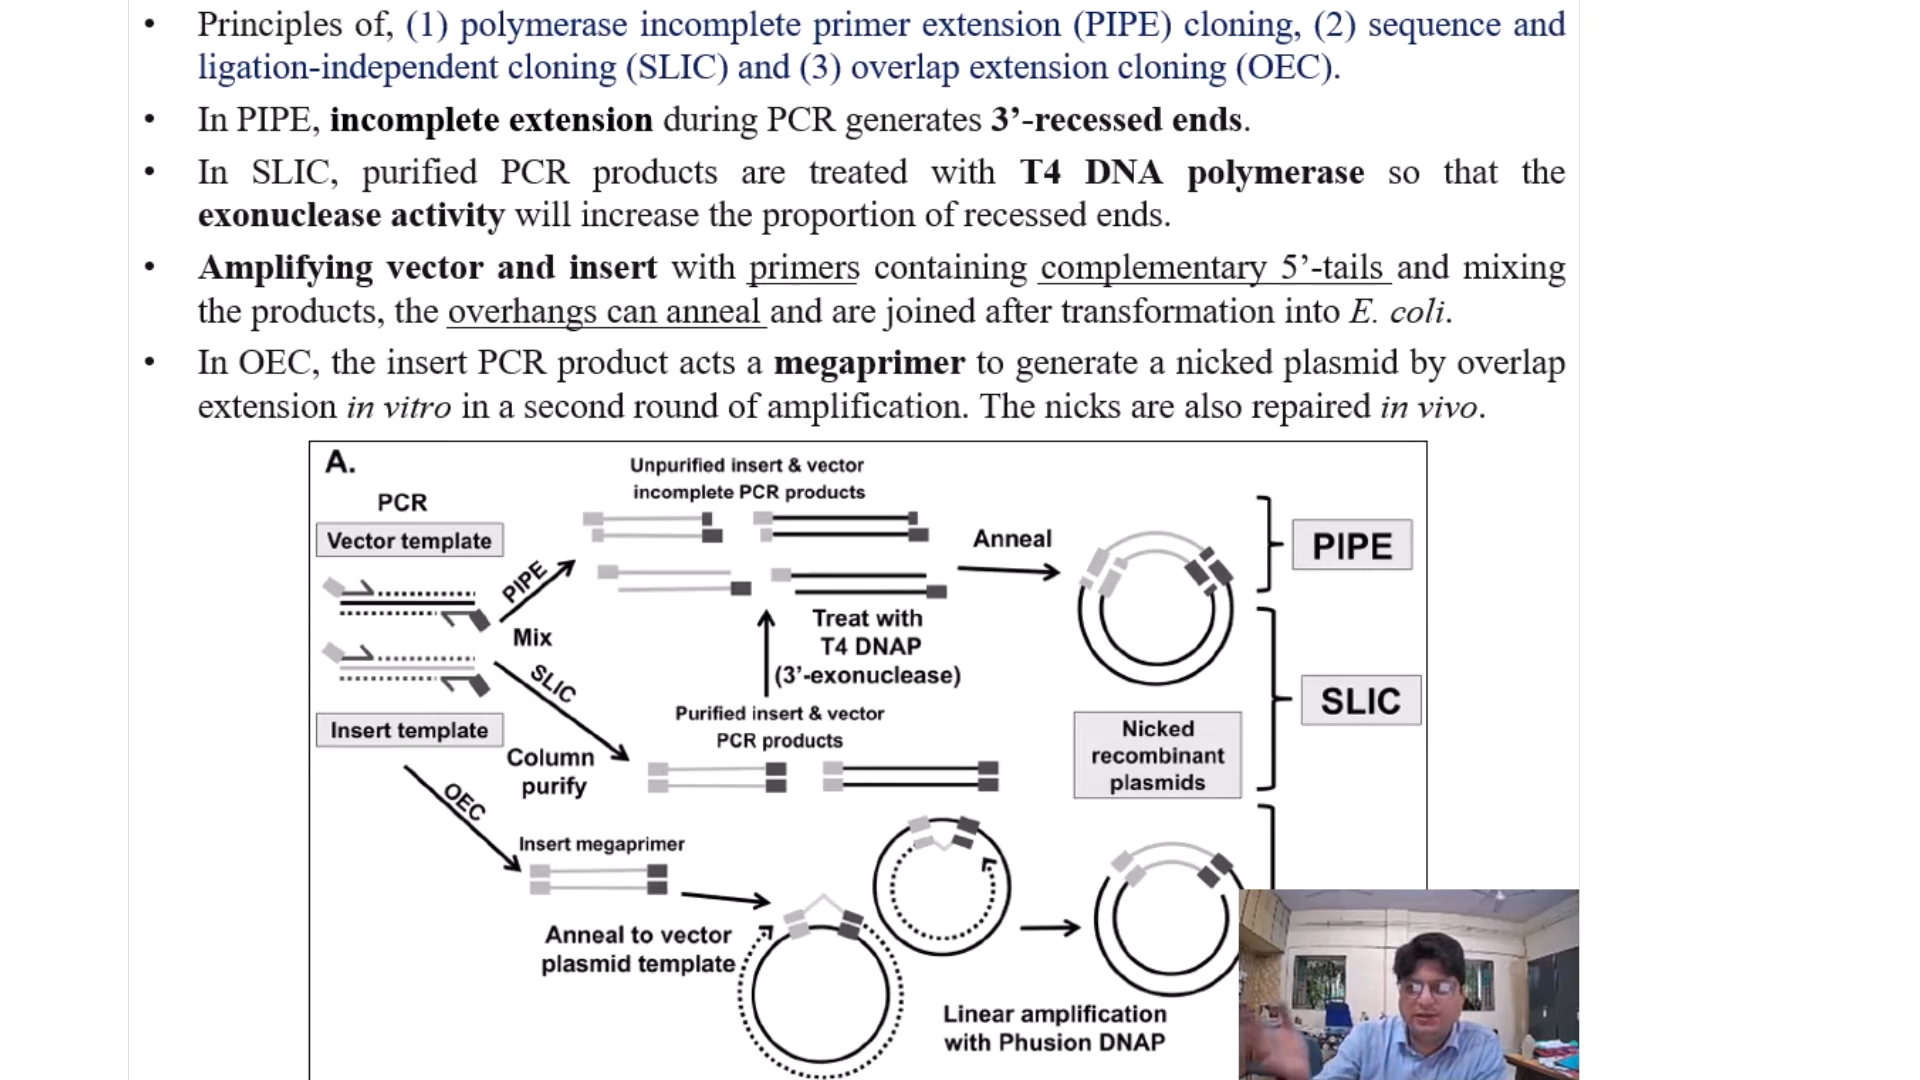 • Principles of, (1) polymerase incomplete primer extension (PIPE) cloning, (2) sequence and
ligation-independent cloning (SLIC) and (3) overlap extension cloning (OEC).
• In PIPE, incomplete extension during PCR generates 3’-recessed ends.
• In SLIC, purified PCR products are treated with T4 DNA polymerase so that the
exonuclease activity will increase the proportion of recessed ends.
• Amplifying vector and insert with primers containing complementary 5’-tails and mixing
the products, the overhangs can anneal and are joined after transformation into E. coli.
• In OEC, the insert PCR product acts a megaprimer to generate a nicked plasmid by overlap
extension in vitro in a second round of amplification. The nicks are also repaired in vivo.
A.
PCR
Vector template
Insert template
PIPE
Mix
SLIC
Column
purify
OEC
Unpurified insert & vector
incomplete PCR products
Treat with
T4 DNAP
(3’-exonuclease)
Purified insert & vector
PCR products
Anneal
PIPE
SLIC
Nicked
recombinant
plasmids
Insert megaprimer
Anneal to vector
plasmid template
Linear amplification
with Phusion DNAP